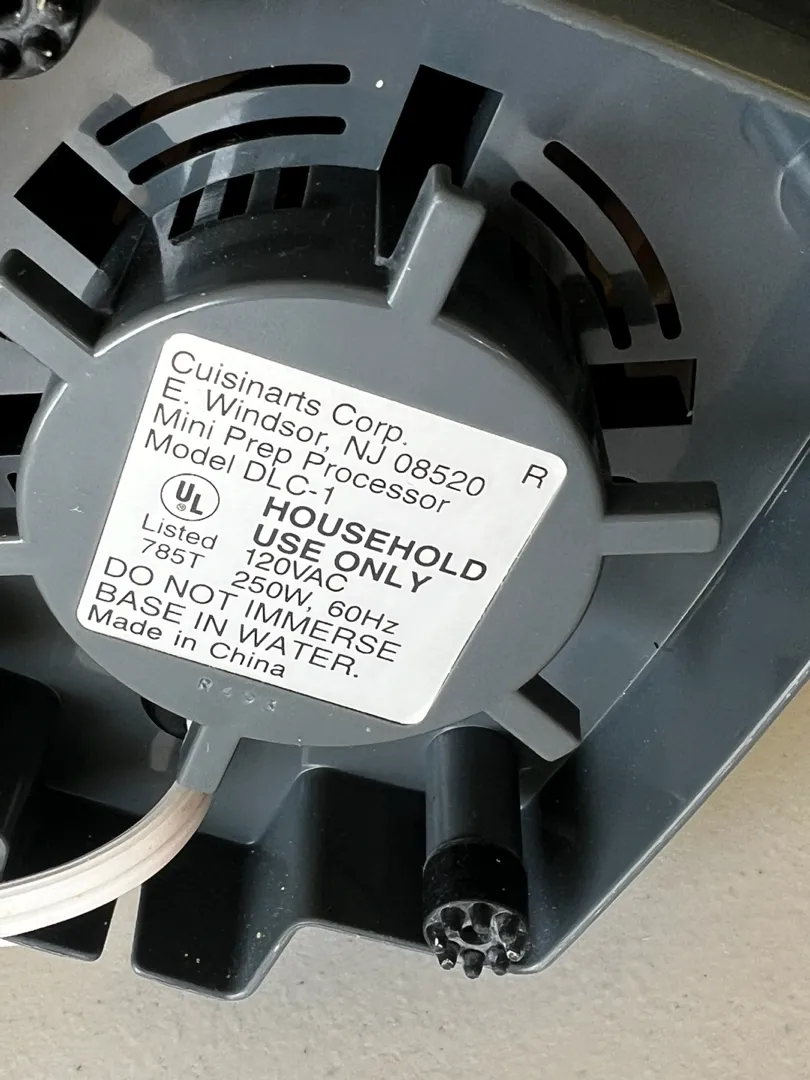 Cuisinarts Corp.
E. Windsor, NJ 08520
Mini Prep Processor
R
Model DLC-1
UL
®
Listed
785T
HOUSEHOLD
USE ONLY
120VAC
250W, 60Hz
DO NOT IMMERSE
BASE IN WATER.
Made in China